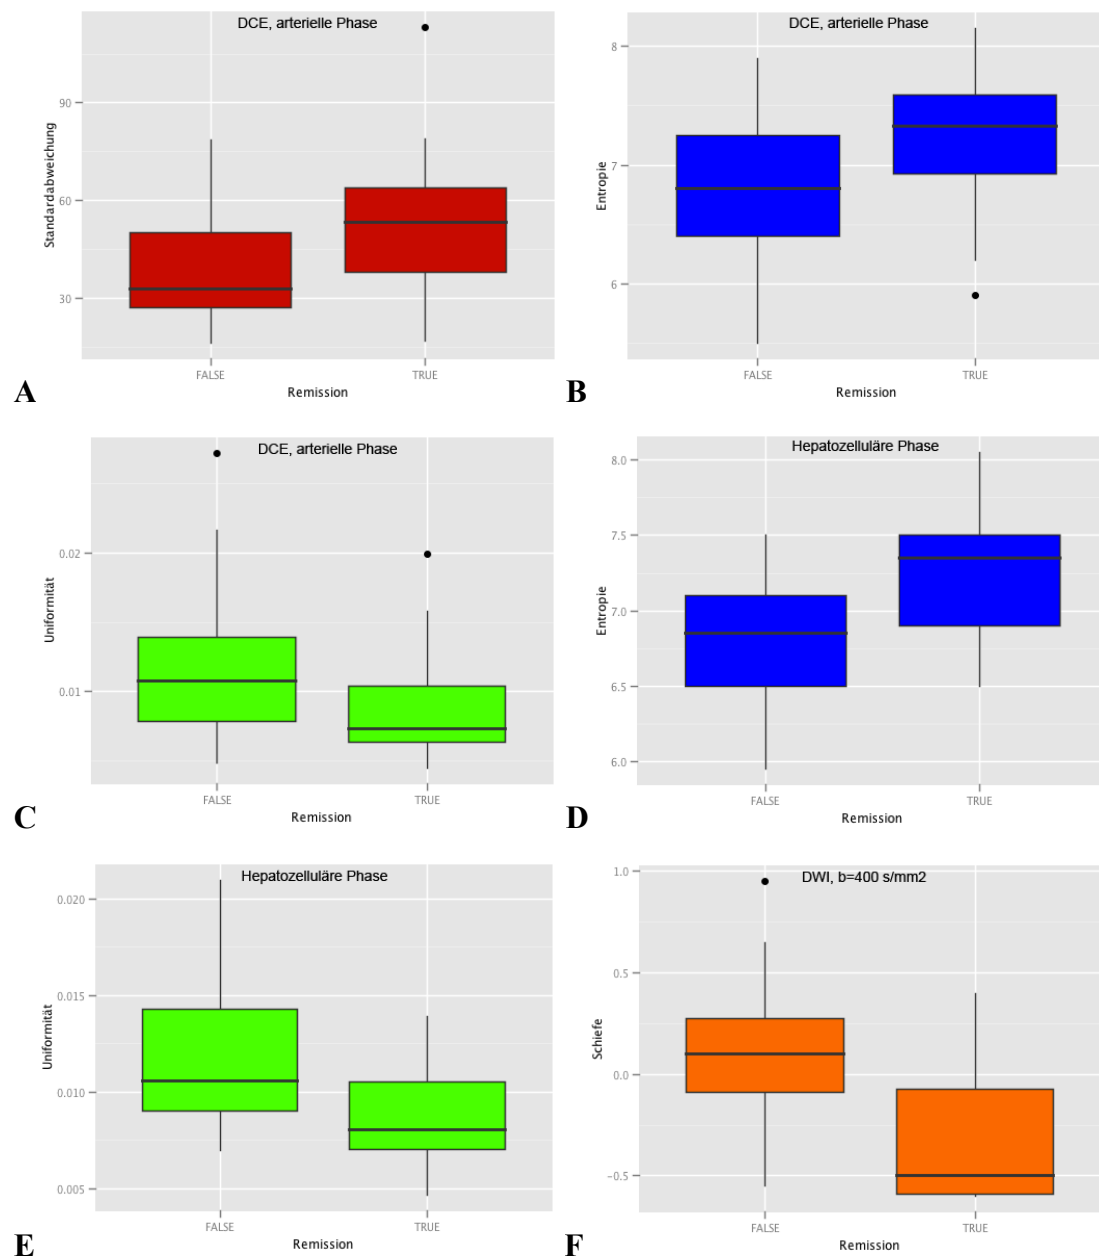 DCE, arterielle Phase
90
60
30
Standardabweichung
FALSE
TRUE
Remission
A
DCE, arterielle Phase
8
7
6
Entropie
FALSE
TRUE
Remission
B
DCE, arterielle Phase
0.02
0.01
Uniformität
FALSE
TRUE
Remission
C
Hepatozelluläre Phase
8.0
7.5
7.0
6.5
6.0
Entropie
FALSE
TRUE
Remission
D
Hepatozelluläre Phase
0.020
0.015
0.010
0.005
Uniformität
FALSE
TRUE
Remission
E
DWI, b=400 s/mm2
1.0
0.5
0.0
−0.5
Schiefe
FALSE
TRUE
Remission
F